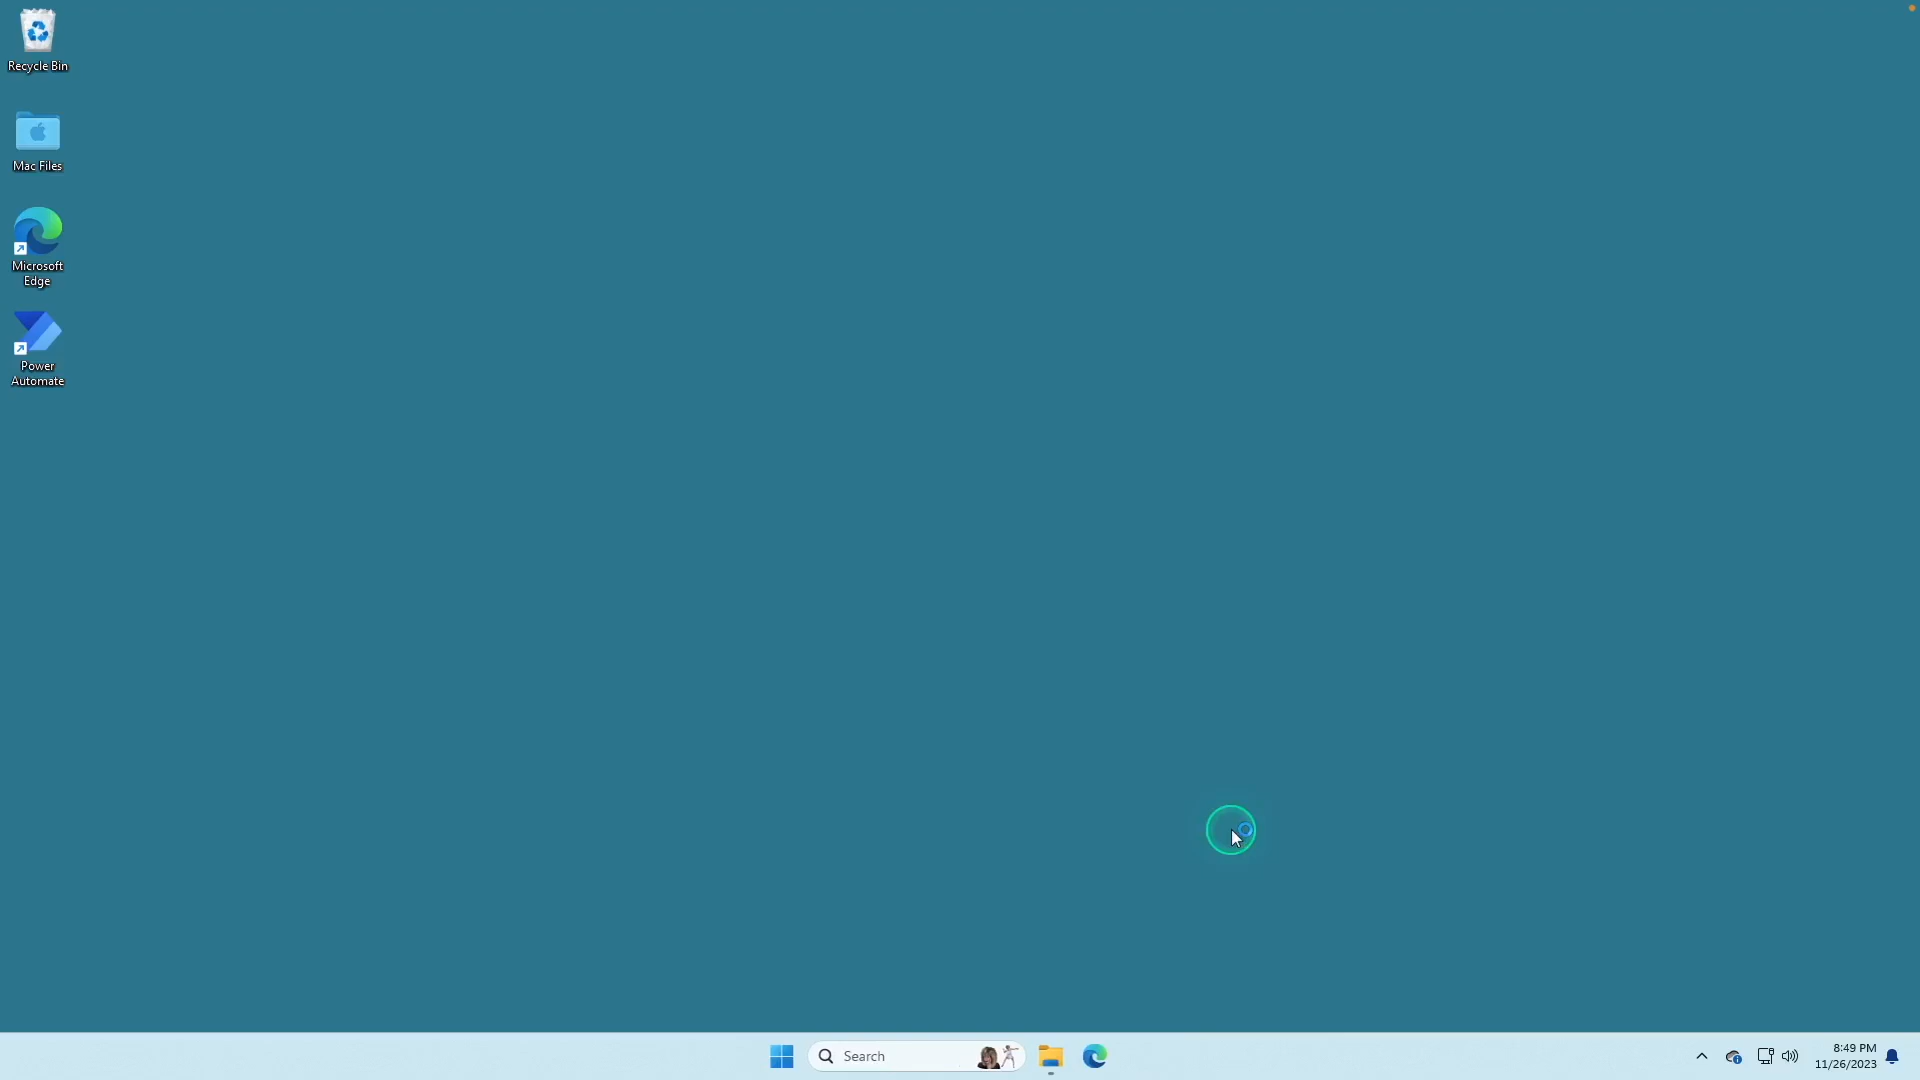 Recycle Bin
Mac Files
Microsoft
Edge
Power
Automate
Search
8:49 PM
11/26/2023